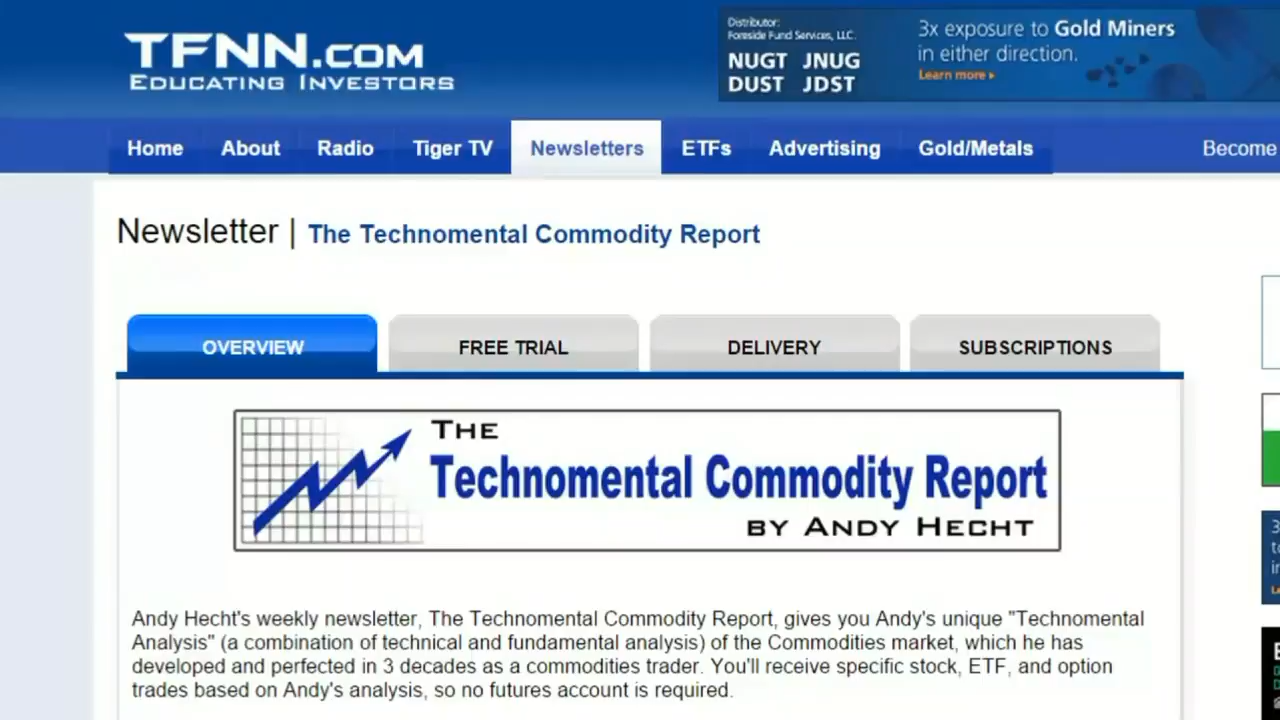 TFNN.COM
EDUCATING INVESTORS
Distributor:
Foreside Fund Services, LLC.
NUGT JNUG
DUST JDST
3x exposure to Gold Miners
in either direction.
Learn more
Home About Radio Tiger TV Newsletters ETFs Advertising Gold/Metals Become
Newsletter | The Technomental Commodity Report
OVERVIEW FREE TRIAL DELIVERY SUBSCRIPTIONS
THE
Technomental Commodity Report
BY ANDY HECHT
Andy Hecht's weekly newsletter, The Technomental Commodity Report, gives you Andy's unique "Technomental
Analysis" (a combination of technical and fundamental analysis) of the Commodities market, which he has
developed and perfected in 3 decades as a commodities trader. You'll receive specific stock, ETF, and option
trades based on Andy's analysis, so no futures account is required.